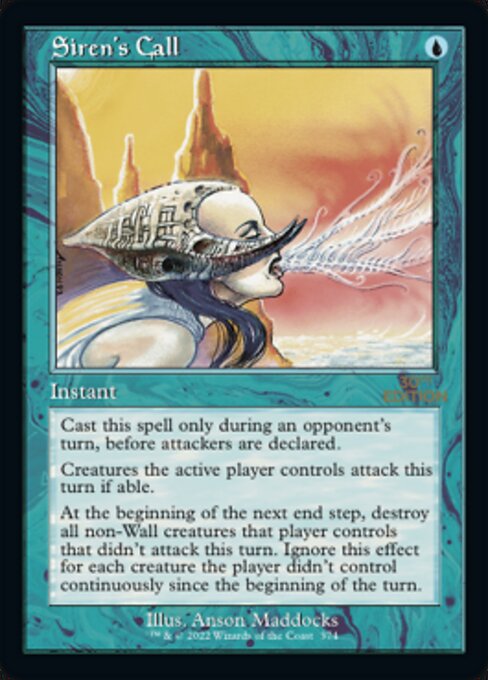 Siren's Call
30TH
EDITION
Instant
Cast this spell only during an opponent's
turn, before attackers are declared.
Creatures the active player controls attack this
turn if able.
At the beginning of the next end step, destroy
all non-Wall creatures that player controls
that didn't attack this turn. Ignore this effect
for each creature the player didn't control
continuously since the beginning of the turn.
Illus. Anson Maddocks
™ & © 2022 Wizards of the Coast 374